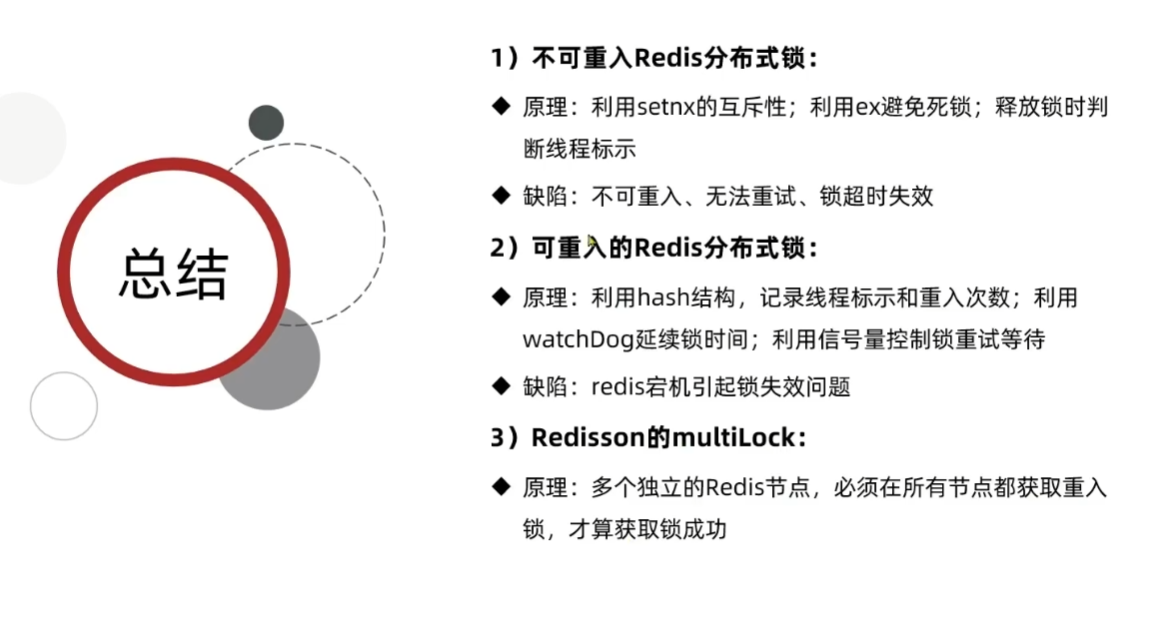 总结
1）不可重入Redis分布式锁：
◆ 原理：利用setnx的互斥性；利用ex避免死锁；释放锁时判
断线程标示
◆ 缺陷：不可重入、无法重试、锁超时失效
2）可重入的Redis分布式锁：
◆ 原理：利用hash结构，记录线程标示和重入次数；利用
watchDog延续锁时间；利用信号量控制锁重试等待
◆ 缺陷：redis宕机引起锁失效问题
3）Redisson的multiLock：
◆ 原理：多个独立的Redis节点，必须在所有节点都获取重入
锁，才算获取锁成功